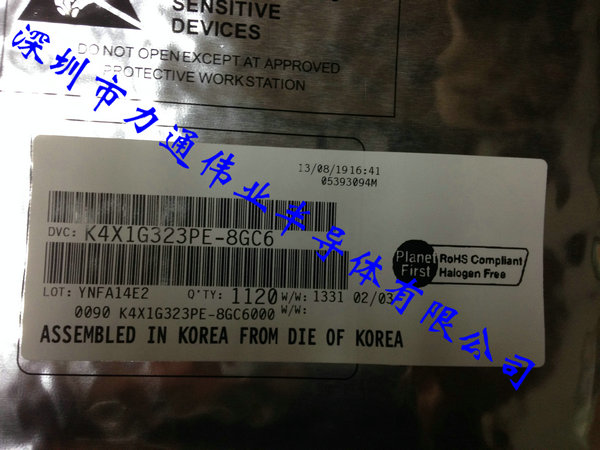 SENSITIVE
DEVICES
DO NOT OPEN EXCEPT AT APPROVED
PROTECTIVE WORKSTATION
深圳市力通伟业半导体有限公司
13/08/19 16:41
05393094M
DVC: K4X1G323PE-8GC6
Planet First
RoHS Compliant
Halogen Free
LOT: YNFA14E2 Q'TY: 1120 W/W: 1331 02/03
0090 K4X1G323PE-8GC6000 W/W:
ASSEMBLED IN KOREA FROM DIE OF KOREA